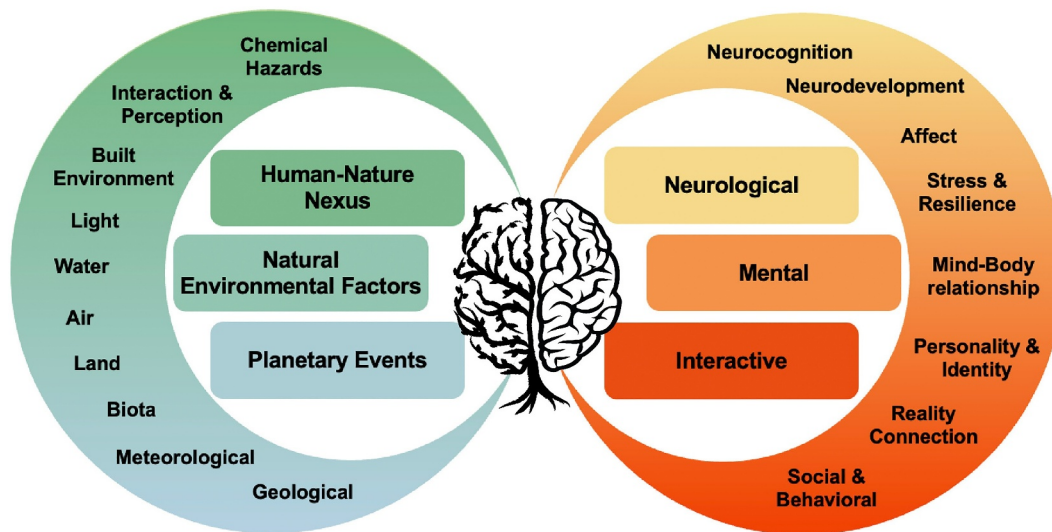 Chemical
Hazards
Interaction &
Perception
Built
Environment
Light
Water
Air
Land
Biota
Meteorological
Geological
Human-Nature
Nexus
Natural
Environmental Factors
Planetary Events
Neurological
Mental
Interactive
Neurocognition
Neurodevelopment
Affect
Stress &
Resilience
Mind-Body
relationship
Personality &
Identity
Reality
Connection
Social &
Behavioral